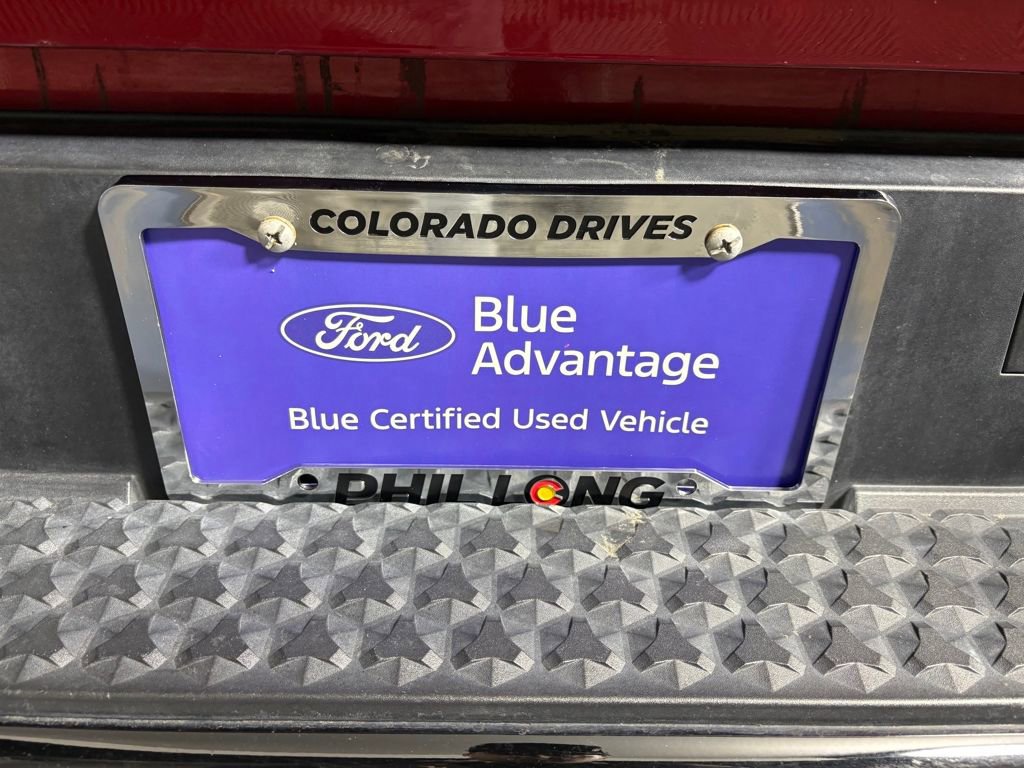 COLORADO DRIVES
Ford
Blue
Advantage
Blue Certified Used Vehicle
PHIL LONG